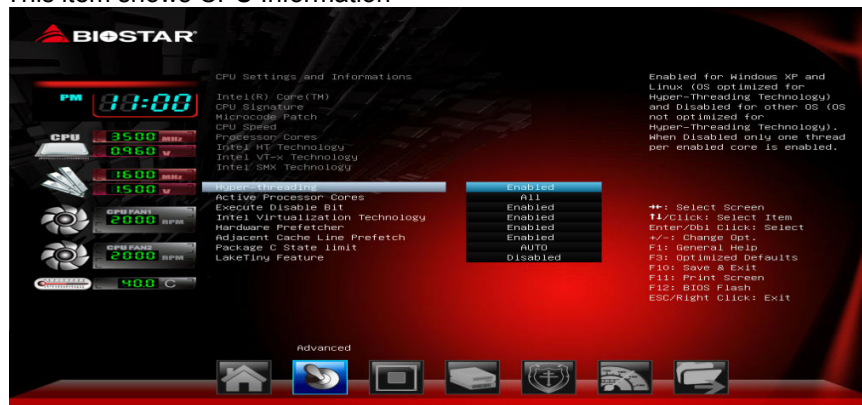 BIOSTAR
PM 11:00
CPU 3500 MHz
0.960 V
1600 MHz
1.500 V
CPU FAN1
2000 RPM
CPU FAN2
2000 RPM
40.0 C
CPU Settings and Informations
Intel(R) Core(TM)
CPU Signature
Microcode Patch
CPU Speed
Processor Cores
Intel HT Technology
Intel VT-x Technology
Intel SMX Technology
Hyper-threading Enabled
Active Processor Cores All
Execute Disable Bit Enabled
Intel Virtualization Technology Enabled
Hardware Prefetcher Enabled
Adjacent Cache Line Prefetch Enabled
Package C State limit AUTO
LakeTiny Feature Disabled
Enabled for Windows XP and
Linux (OS optimized for
Hyper-Threading Technology)
and Disabled for other OS (OS
not optimized for
Hyper-Threading Technology).
When Disabled only one thread
per enabled core is enabled.
→←: Select Screen
↑↓/Click: Select Item
Enter/Dbl Click: Select
+/-: Change Opt.
F1: General Help
F3: Optimized Defaults
F10: Save & Exit
F11: Print Screen
F12: BIOS Flash
ESC/Right Click: Exit
Advanced